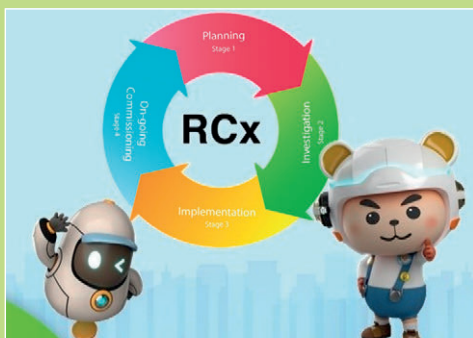 Planning
Stage 1
Investigation
Stage 2
Implementation
Stage 3
On-going
Commissioning
Stage 4
RCx